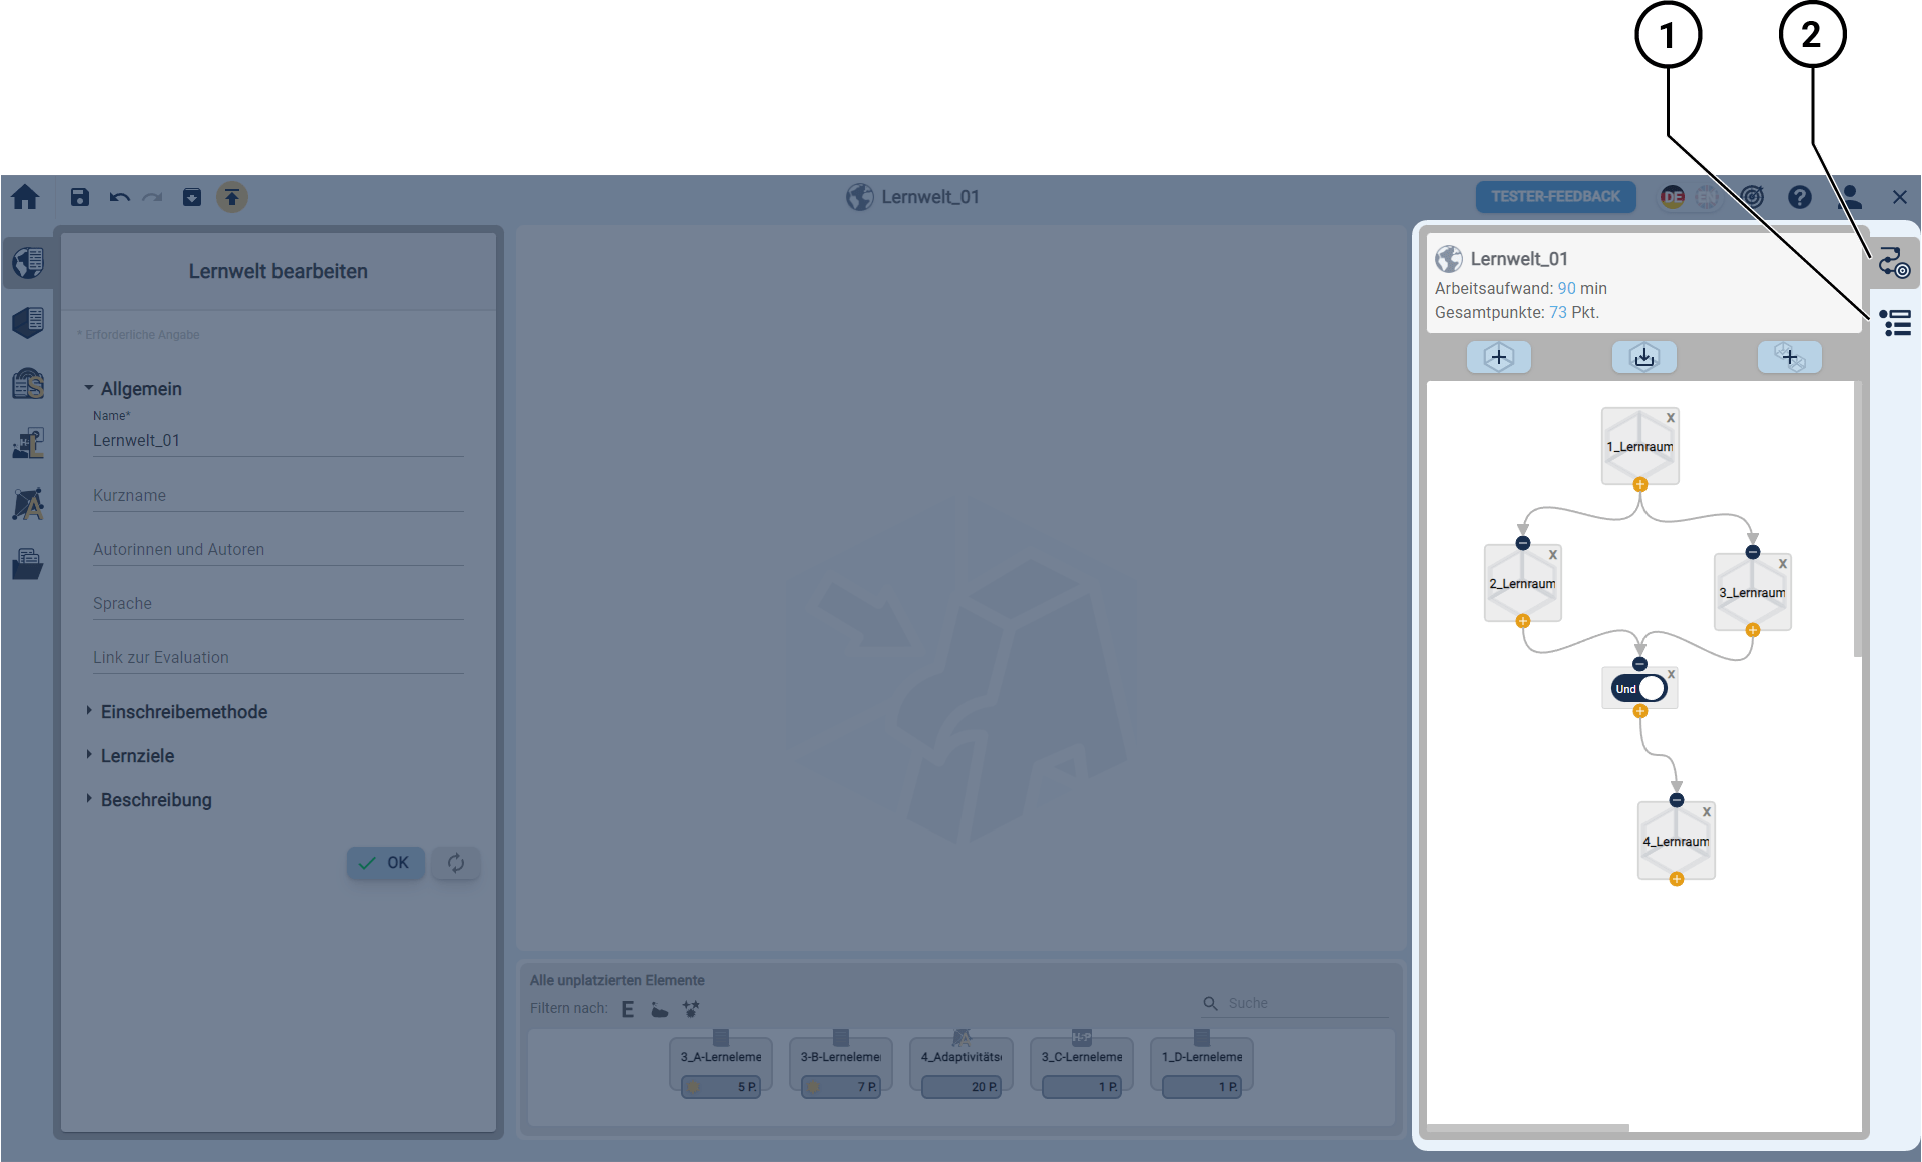 1
2
Lernwelt_01
TESTER-FEEDBACK
DE
EN
Lernwelt bearbeiten
* Erforderliche Angabe
Allgemein
Name*
Lernwelt_01
Kurzname
Autorinnen und Autoren
Sprache
Link zur Evaluation
Einschreibemethode
Lernziele
Beschreibung
OK
Alle unplatzierten Elemente
Filtern nach:
E
Suche
H-P
3_A-Lerneleme
3-B-Lerneleme
4_Adaptivitäts
3_C-Lerneleme
1_D-Lerneleme
5 P.
7 P.
20 P.
1 P.
1 P.
Lernwelt_01
Arbeitsaufwand: 90 min
Gesamtpunkte: 73 Pkt.
1_Lernraum
2_Lernraum
3_Lernraum
Und
4_Lernraum